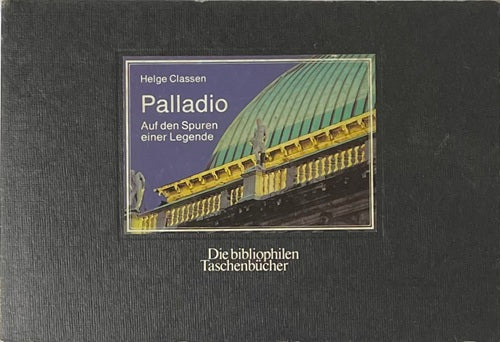 Helge Classen
Palladio
Auf den Spuren
einer Legende
Die bibliophilen
Taschenbücher